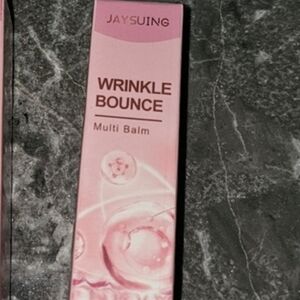 JAYSUING
WRINKLE
BOUNCE
Multi Balm